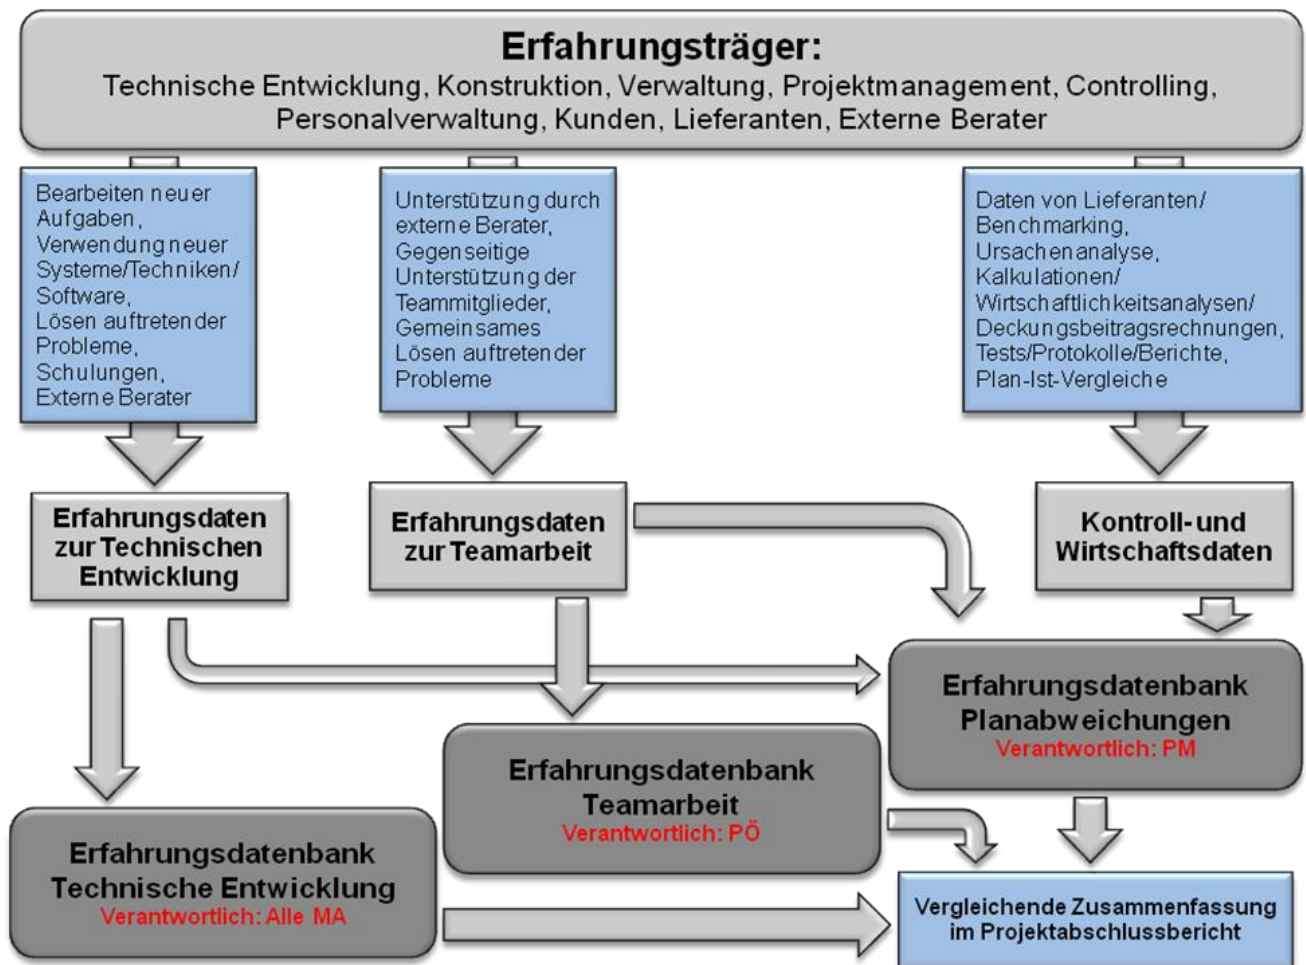 Erfahrungsträger:
Technische Entwicklung, Konstruktion, Verwaltung, Projektmanagement, Controlling,
Personalverwaltung, Kunden, Lieferanten, Externe Berater
Bearbeiten neuer
Aufgaben,
Verwendung neuer
Systeme/Techniken/
Software,
Lösen auftretender
Probleme,
Schulungen,
Externe Berater
Unterstützung durch
externe Berater,
Gegenseitige
Unterstützung der
Teammitglieder,
Gemeinsames
Lösen auftretender
Probleme
Daten von Lieferanten/
Benchmarking,
Ursachenanalyse,
Kalkulationen/
Wirtschaftlichkeitsanalysen/
Deckungsbeitragsrechnungen,
Tests/Protokolle/Berichte,
Plan-Ist-Vergleiche
Erfahrungsdaten
zur Technischen
Entwicklung
Erfahrungsdaten
zur Teamarbeit
Kontroll-und
Wirtschaftsdaten
Erfahrungsdatenbank
Planabweichungen
Verantwortlich: PM
Erfahrungsdatenbank
Teamarbeit
Verantwortlich: PÖ
Erfahrungsdatenbank
Technische Entwicklung
Verantwortlich: Alle MA
Vergleichende Zusammenfassung
im Projektabschlussbericht